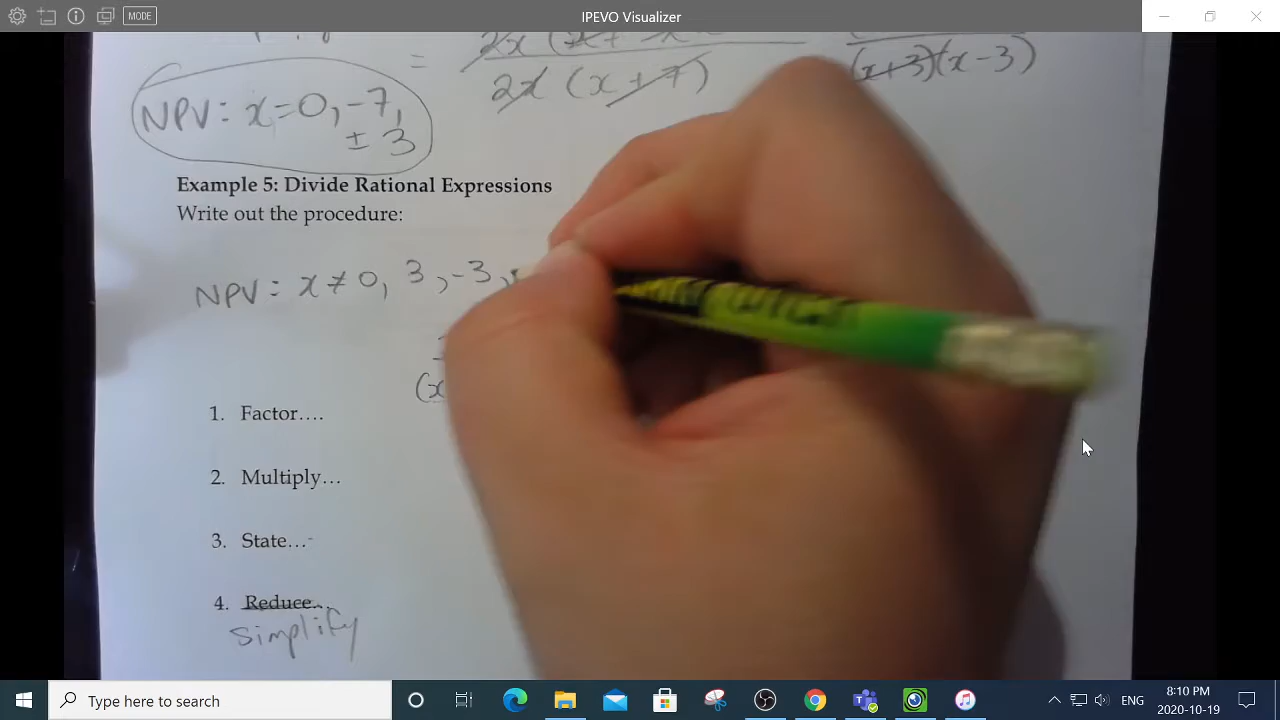 MODE
IPEVO Visualizer
=
2x (x+7)
(x+3)(x-3)
NPV: x=0, -7,
± 3
Example 5: Divide Rational Expressions
Write out the procedure:
NPV: x ≠ 0, 3, -3,
(x
1. Factor….
2. Multiply…
3. State…
4. Reduce…
Simplify
Type here to search
ENG
8:10 PM
2020-10-19